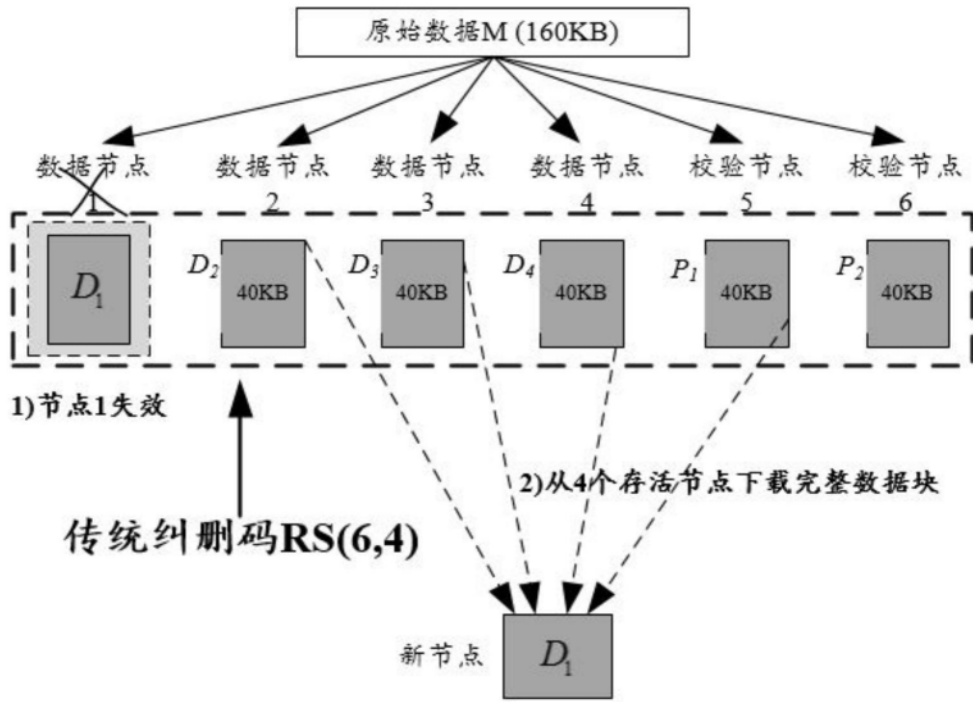 原始数据M (160KB)
数据节点 数据节点 数据节点 数据节点 校验节点 校验节点
1 2 3 4 5 6
D1 D2 40KB D3 40KB D4 40KB P1 40KB P2 40KB
1)节点1失效
2)从4个存活节点下载完整数据块
传统纠删码RS(6,4)
新节点 D1